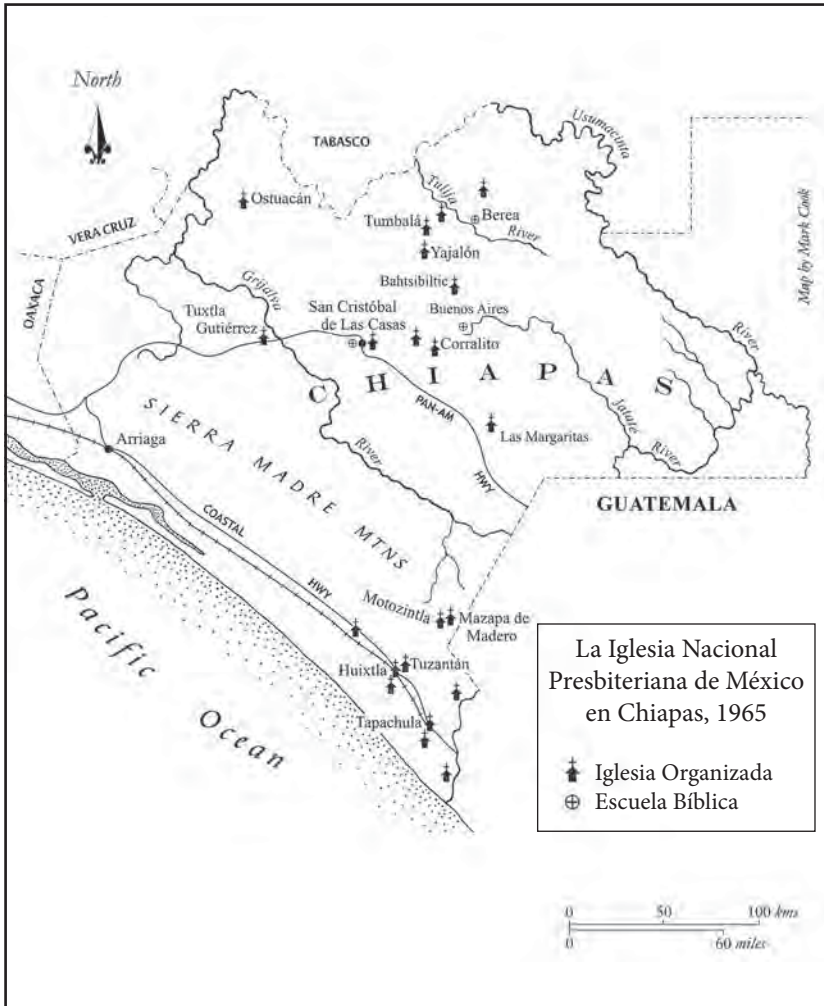 North
TABASCO
Usumacinta
Tulija
River
Ostuacán
Berea
Tumbalá
Yajalón
VERA CRUZ
OAXACA
Map by Mark Cook
Bahtsibiltic
Grijalva
Buenos Aires
San Cristóbal
de Las Casas
Tuxtla
Gutiérrez
Corralito
River
CHIAPAS
PAN-AM
HWY
Las Margaritas
Jatate
River
SIERRA MADRE MTNS
River
Arriaga
GUATEMALA
COASTAL
HWY
Pacific
Ocean
Motozintla
Mazapa de
Madero
Huixtla
Tuzantán
Tapachula
La Iglesia Nacional
Presbiteriana de México
en Chiapas, 1965
Iglesia Organizada
Escuela Bíblica
0 50 100 kms
0 60 miles